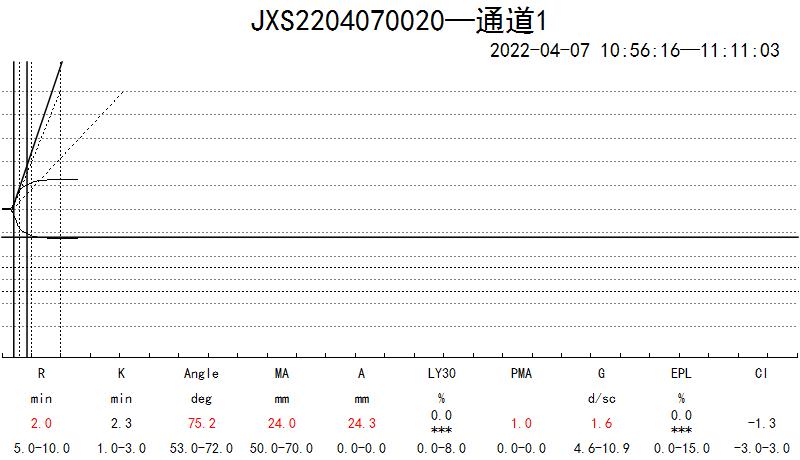 JXS2204070020—通道1
2022-04-07 10:56:16—11:11:03
R K Angle MA A LY30 PMA G EPL CI
min min deg mm mm % d/sc %
2.0 2.3 75.2 24.0 24.3 0.0 *** 1.0 1.6 0.0 *** -1.3
5.0-10.0 1.0-3.0 53.0-72.0 50.0-70.0 0.0-0.0 0.0-8.0 0.0-0.0 4.6-10.9 0.0-15.0 -3.0-3.0